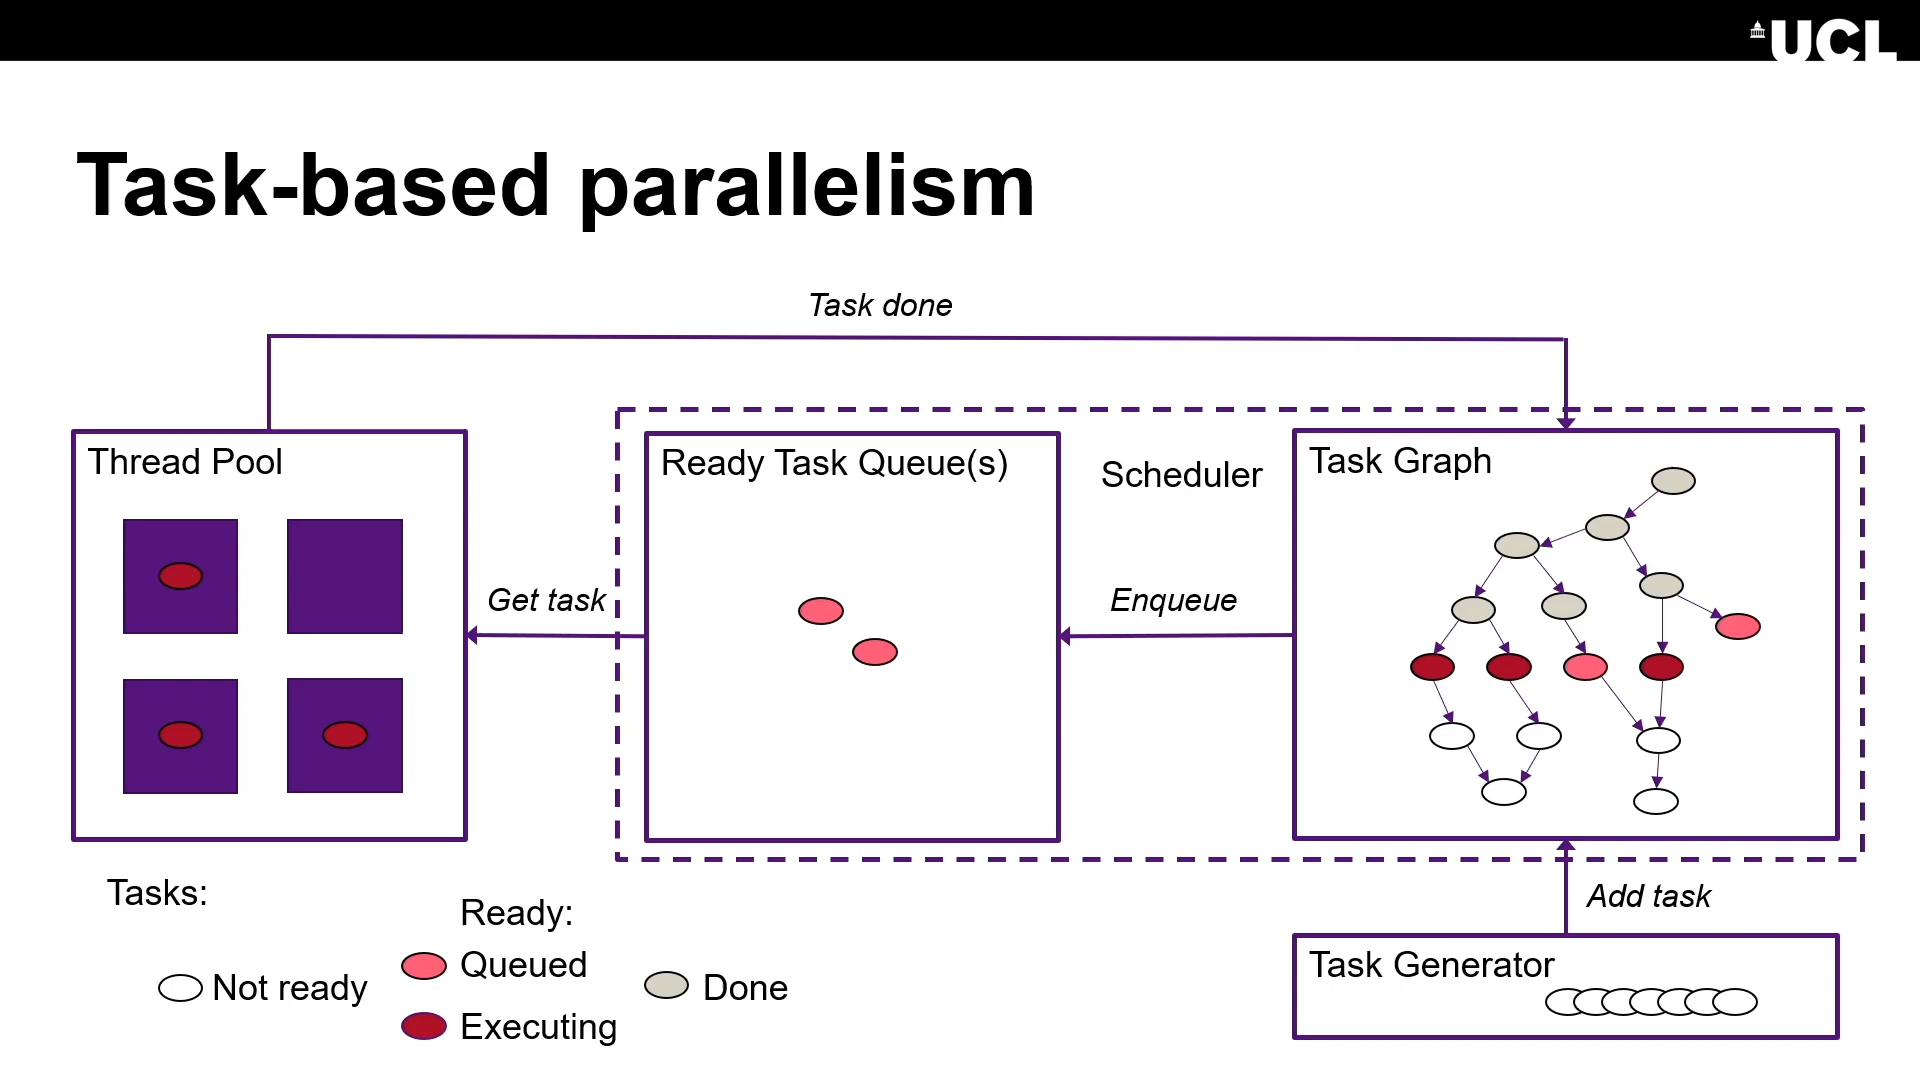 UCL
Task-based parallelism
Task done
Thread Pool
Ready Task Queue(s)
Scheduler
Task Graph
Get task
Enqueue
Tasks:
Ready:
Queued
Not ready
Done
Executing
Add task
Task Generator